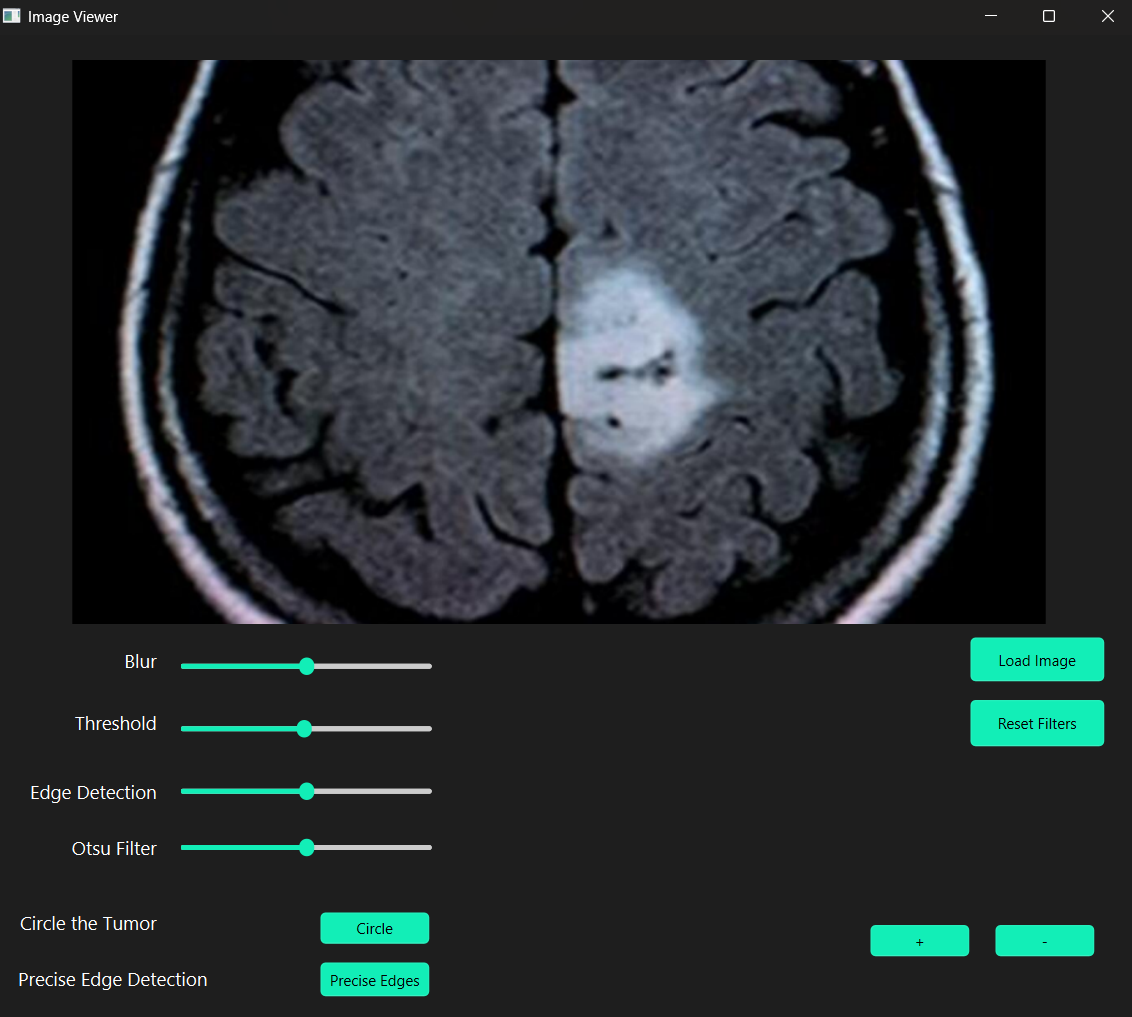 Image Viewer
Blur
Load Image
Threshold
Reset Filters
Edge Detection
Otsu Filter
Circle the Tumor
Circle
+
-
Precise Edge Detection
Precise Edges